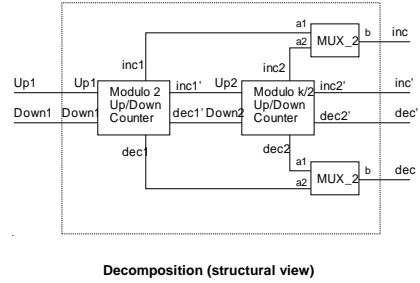 a1
b
inc
a2
MUX_2
inc1
inc2
Up1
Up1
Modulo 2
Up/Down
Counter
inc1'
Up2
Modulo k/2
Up/Down
Counter
inc2'
inc'
Down1
Down1
dec1'
Down2
dec2'
dec'
dec1
dec2
a1
b
dec
a2
MUX_2
Decomposition (structural view)